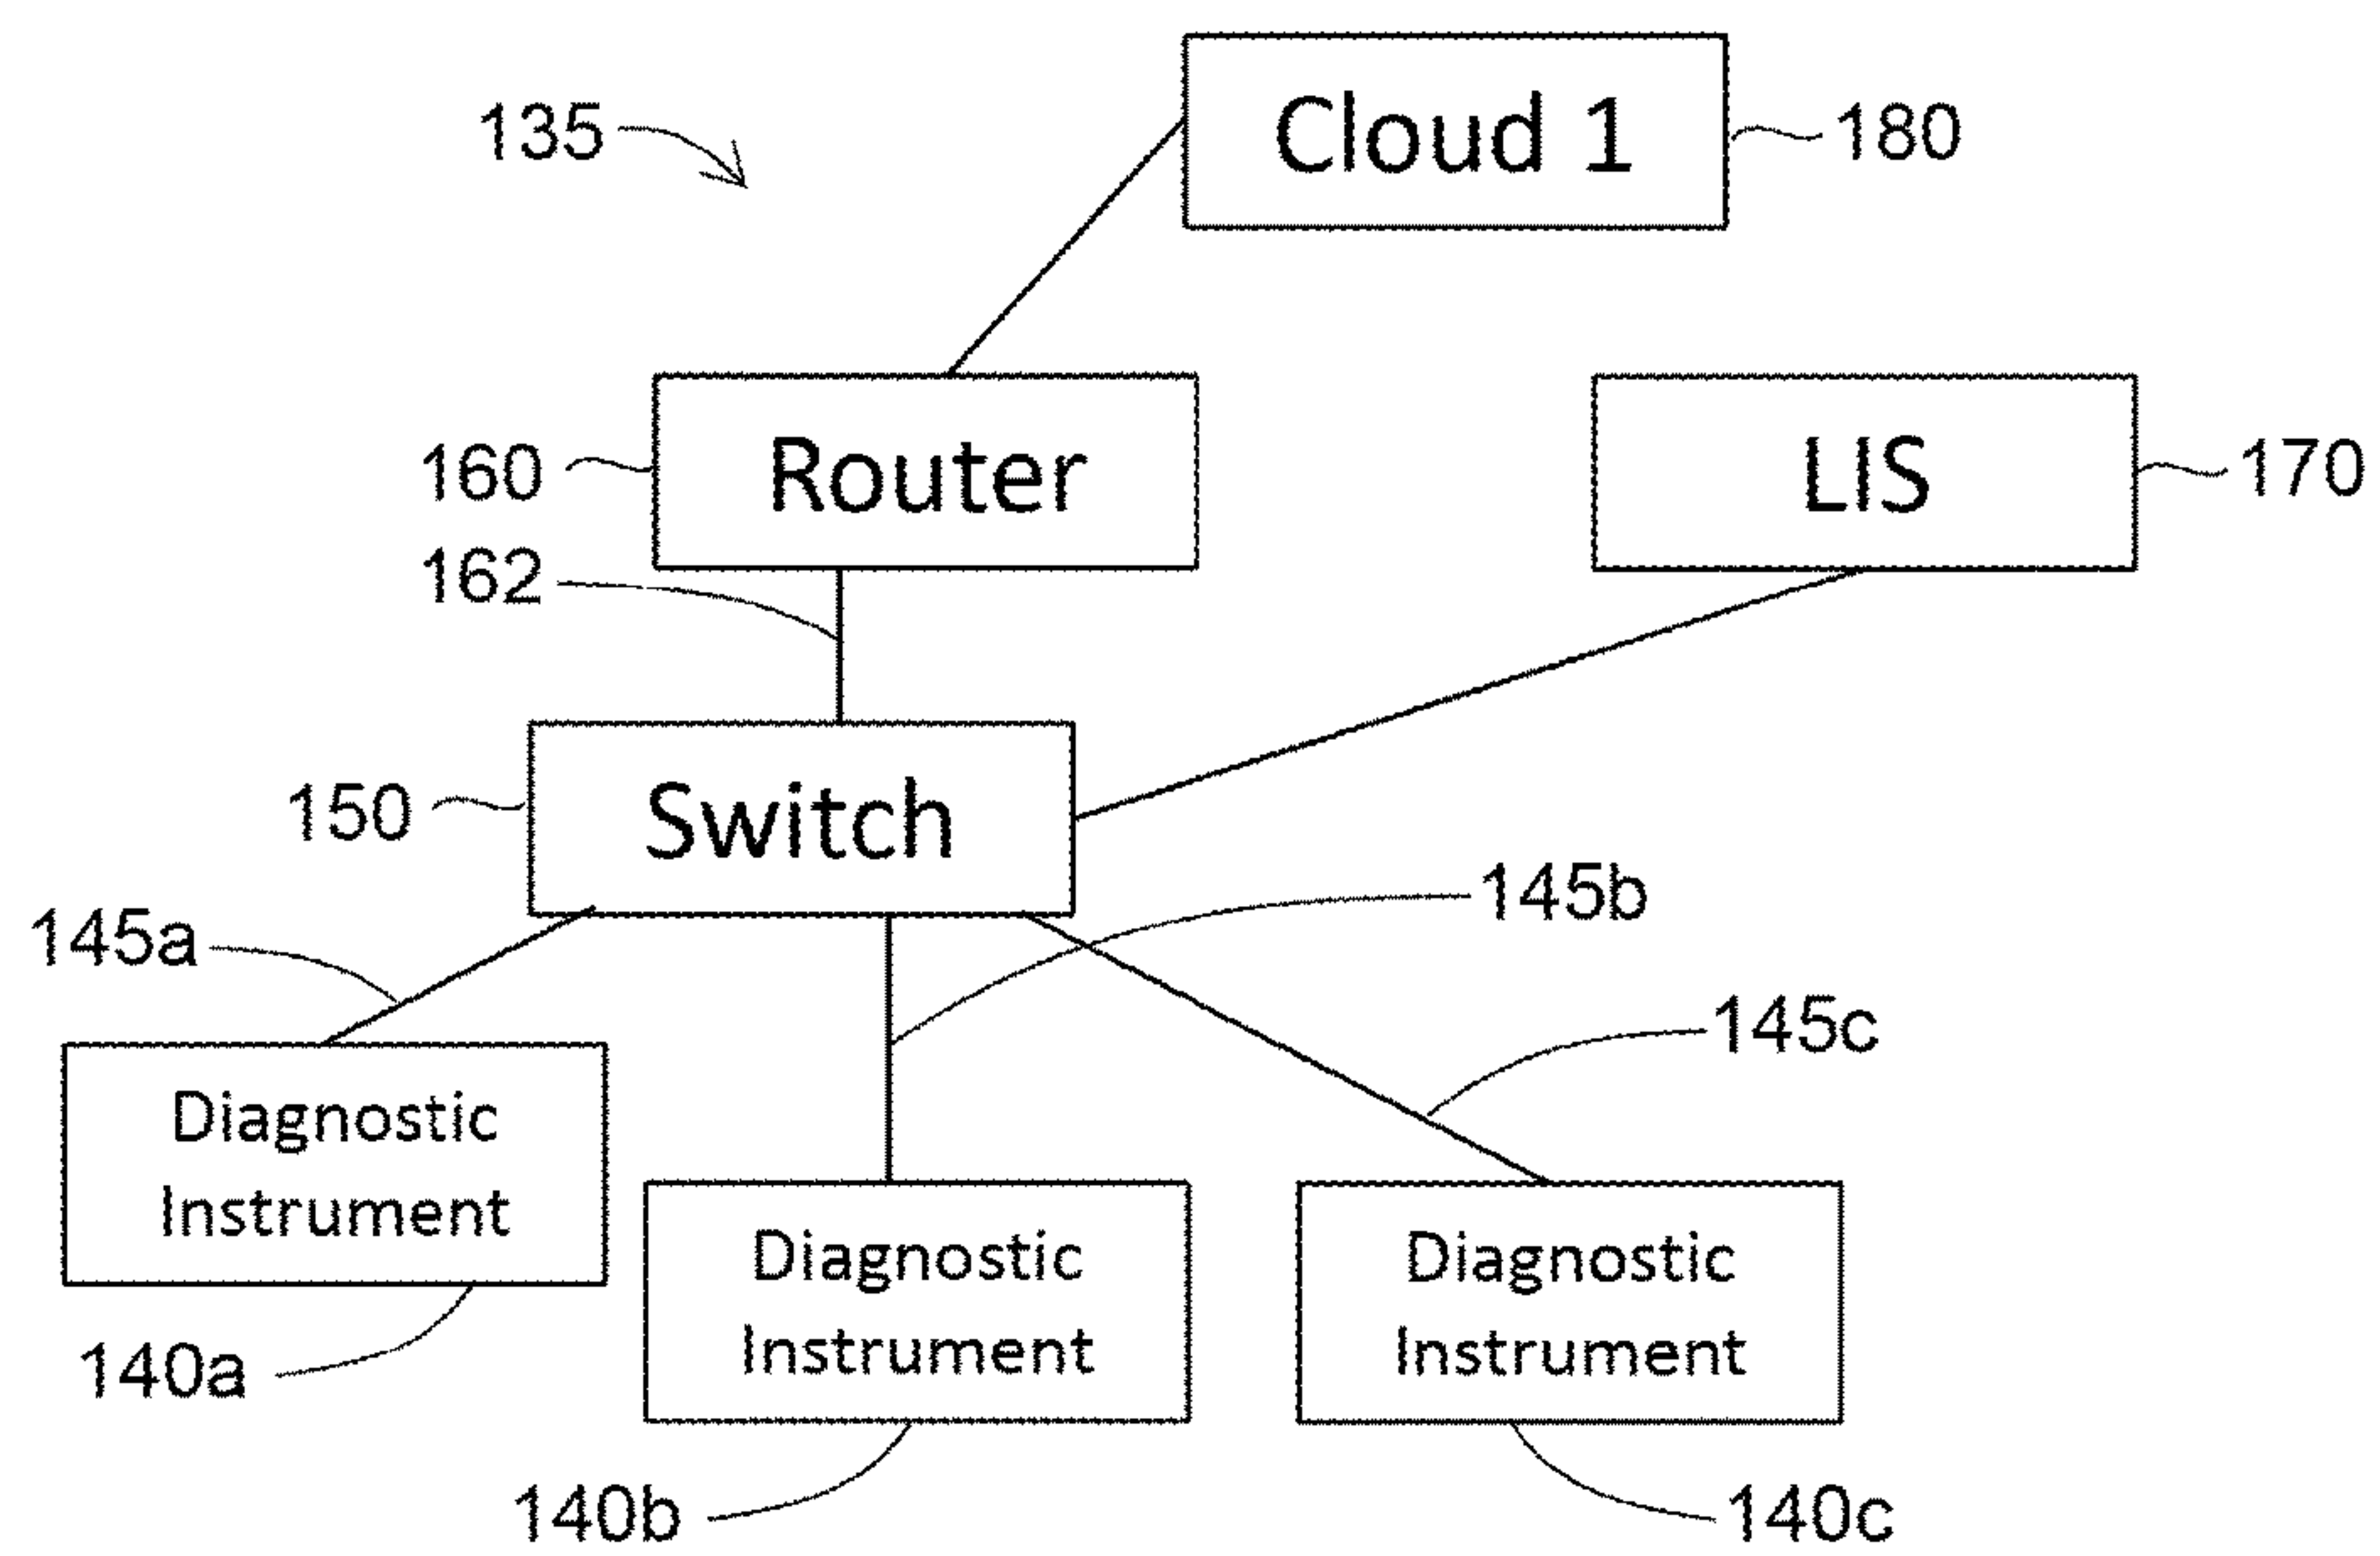 Cloud 1
135
180
Router
LIS
160
170
162
Switch
150
145b
145a
145c
Diagnostic
Instrument
Diagnostic
Instrument
Diagnostic
Instrument
140a
140b
140c